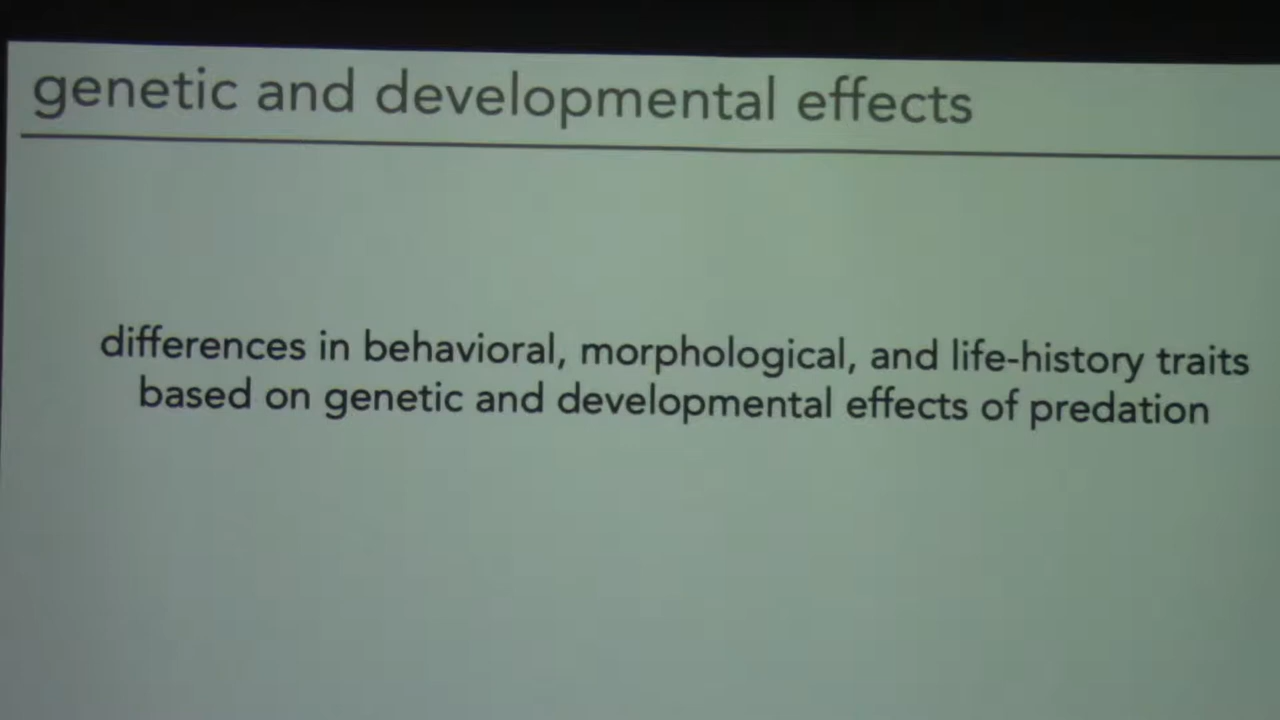 genetic and developmental effects
differences in behavioral, morphological, and life-history traits
based on genetic and developmental effects of predation